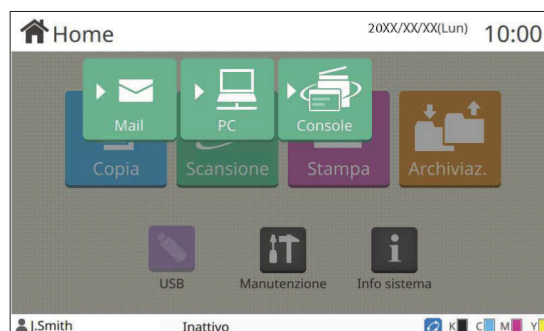 Home 20XX/XX/XX(Lun) 10:00
Mail PC Console
Copia Scansione Stampa Archiviaz.
USB Manutenzione Info sistema
J.Smith Inattivo K C M Y